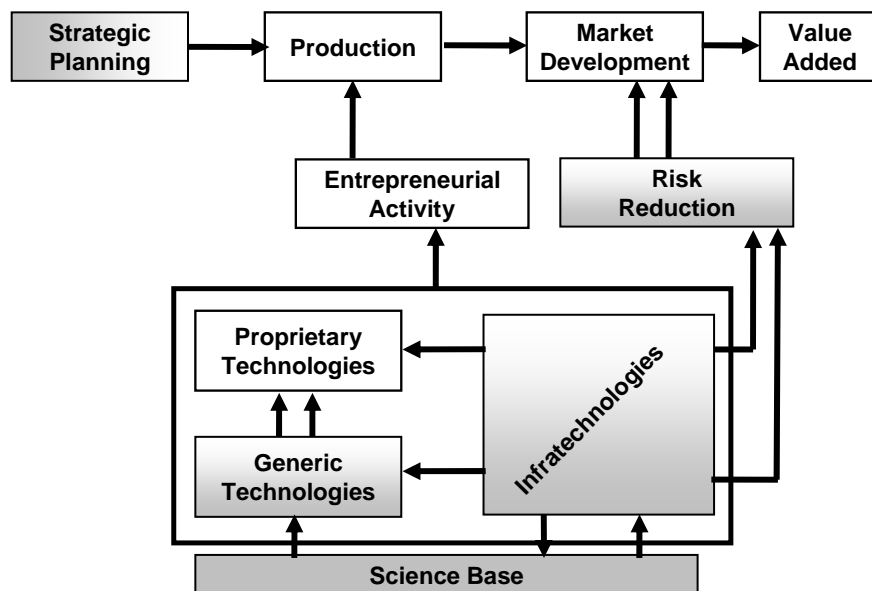 Strategic
Planning
Production
Market
Development
Value
Added
Entrepreneurial
Activity
Risk
Reduction
Proprietary
Technologies
Infratechnologies
Generic
Technologies
Science Base